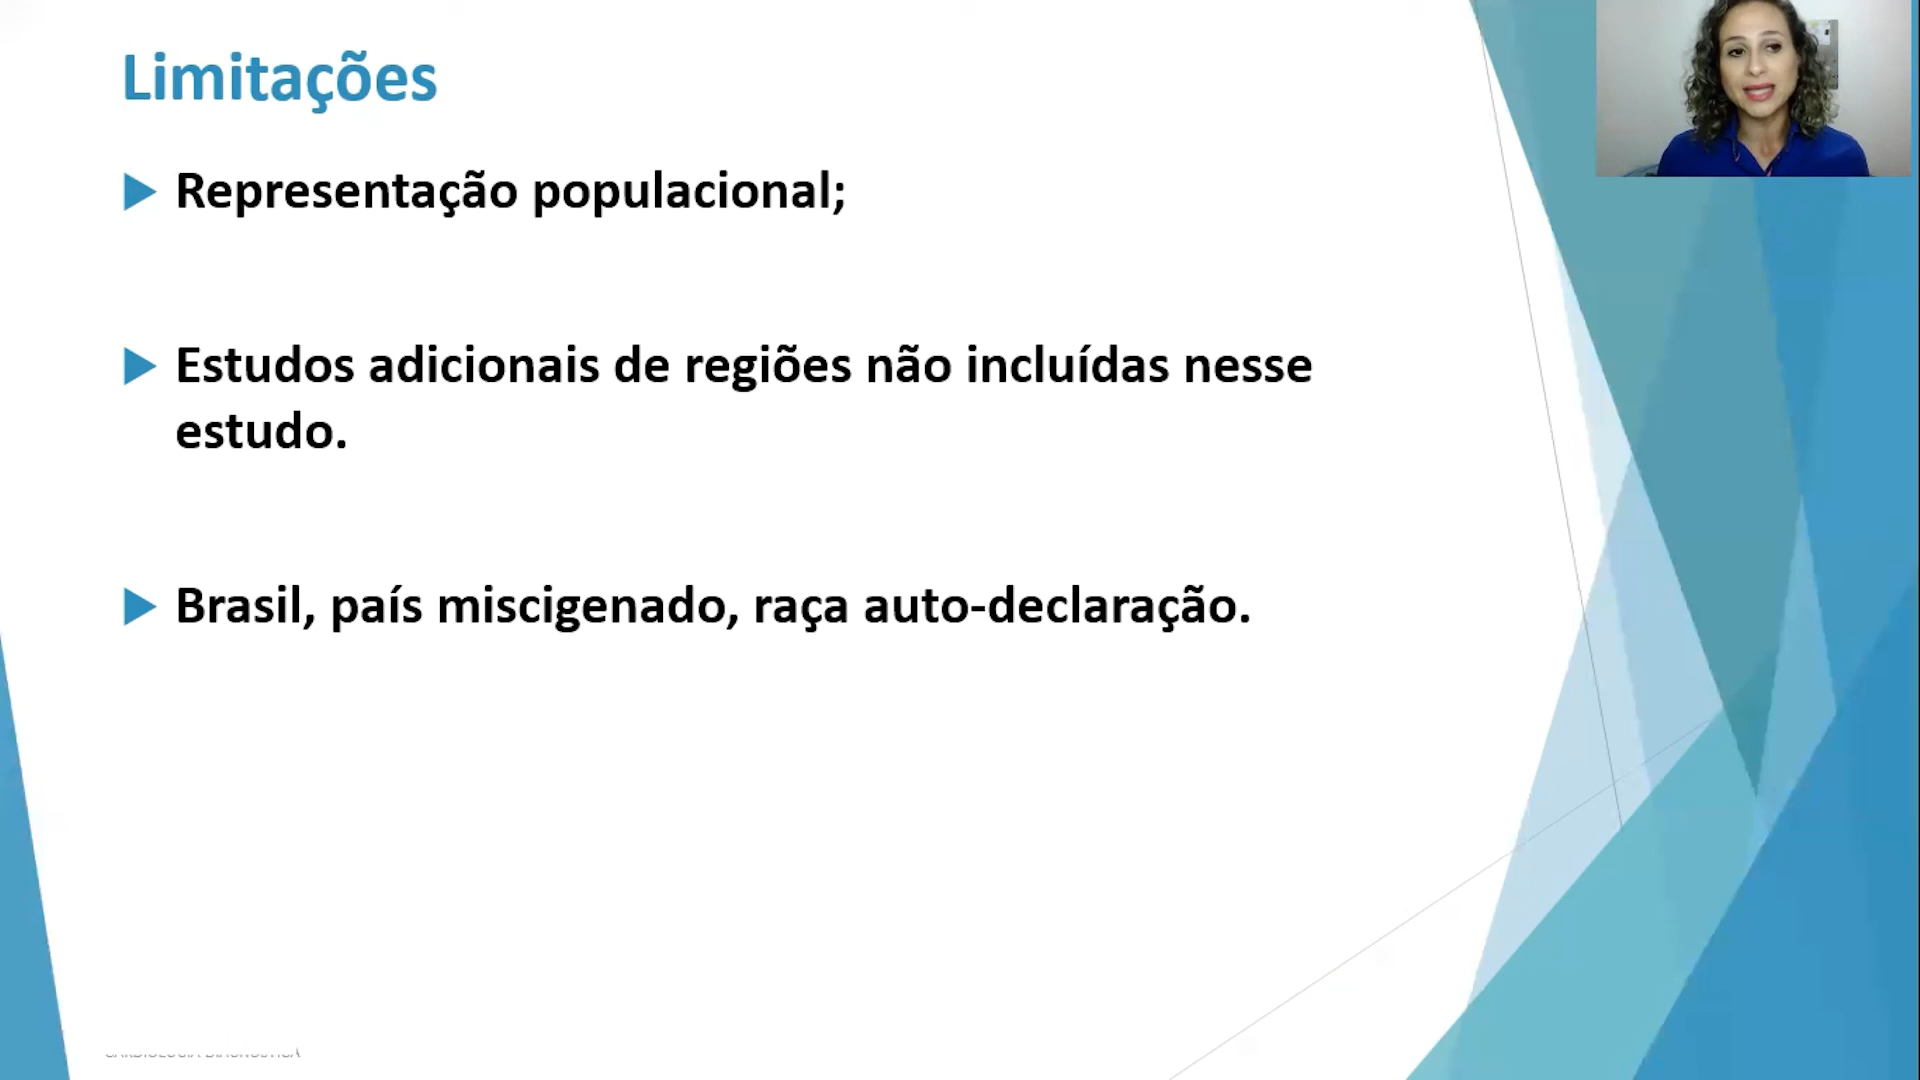 Limitações
Representação populacional;
Estudos adicionais de regiões não incluídas nesse
estudo.
Brasil, país miscigenado, raça auto-declaração.